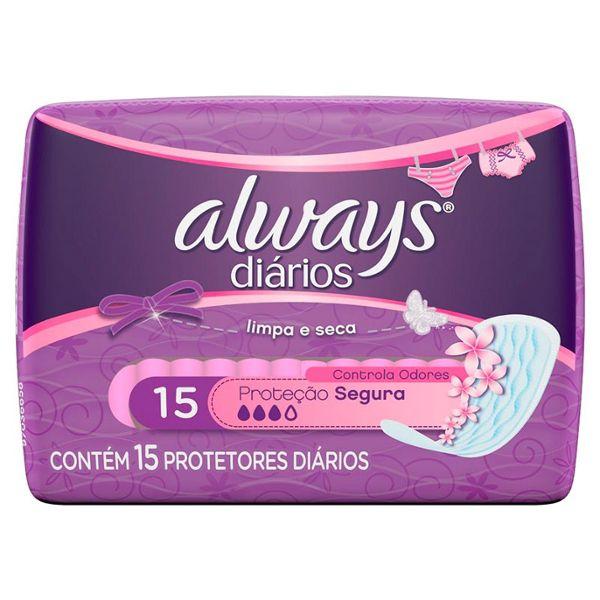 always®
diários
limpa e seca
Controla Odores
15
Proteção Segura
CONTÉM 15 PROTETORES DIÁRIOS